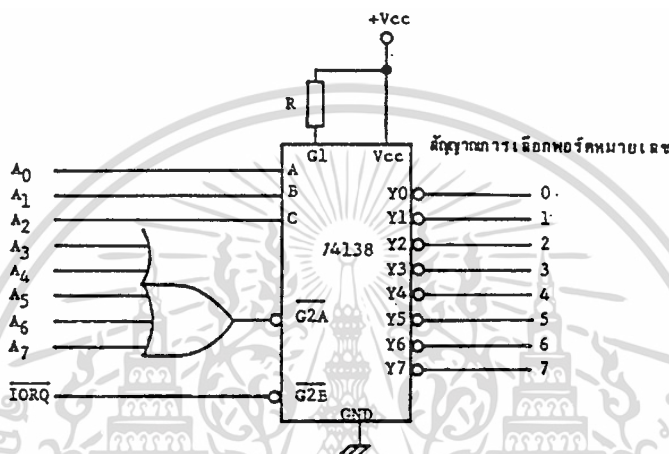 +Vcc
R
G1 Vcc
สัญญาณการเลือกพอร์ตหมายเลข
A0 A Y0 0
A1 B Y1 1
A2 C Y2 2
A3 74138 Y3 3
A4 Y4 4
A5 G2A Y5 5
A6 Y6 6
A7 Y7 7
IORQ G2B
GND